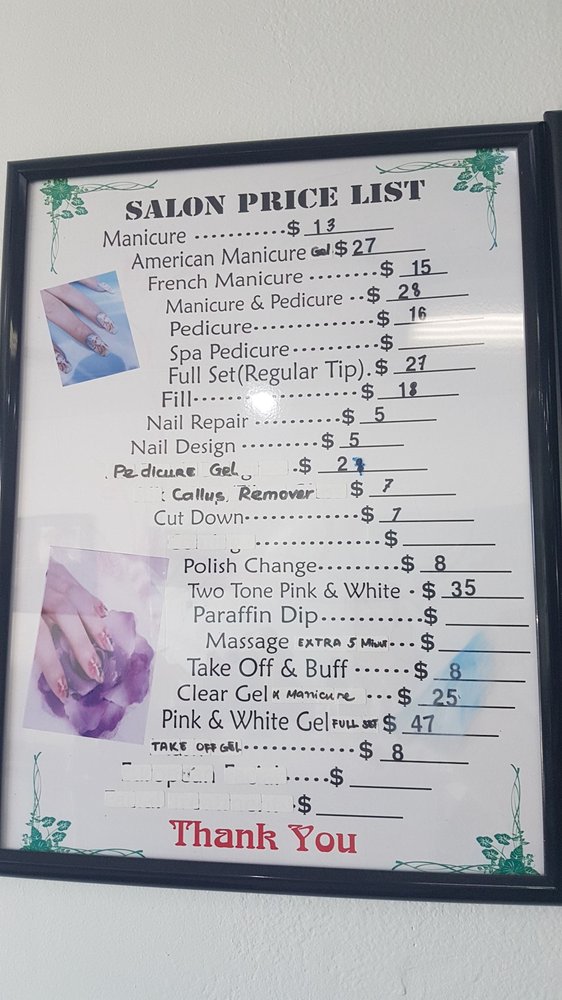 SALON PRICE LIST
Manicure ...........$ 13
American Manicure Gel $ 27
French Manicure ........$ 15
Manicure & Pedicure ..$ 28
Pedicure..............$ 16
Spa Pedicure............$
Full Set(Regular Tip).$ 27
Fill.....................$ 18
Nail Repair ..........$ 5
Nail Design .........$ 5
Pedicure Gel .$ 2
Callus Remover $ 7
Cut Down..............$ 7
...............$
Polish Change..........$ 8
Two Tone Pink & White . $ 35
Paraffin Dip............$
Massage EXTRA 5 Minu...$
Take Off & Buff ......$ 8
Clear Gel x Manicure ...$ 25
Pink & White Gel FULL SET $ 47
TAKE OFF GEL..............$ 8
.....$
$
Thank You